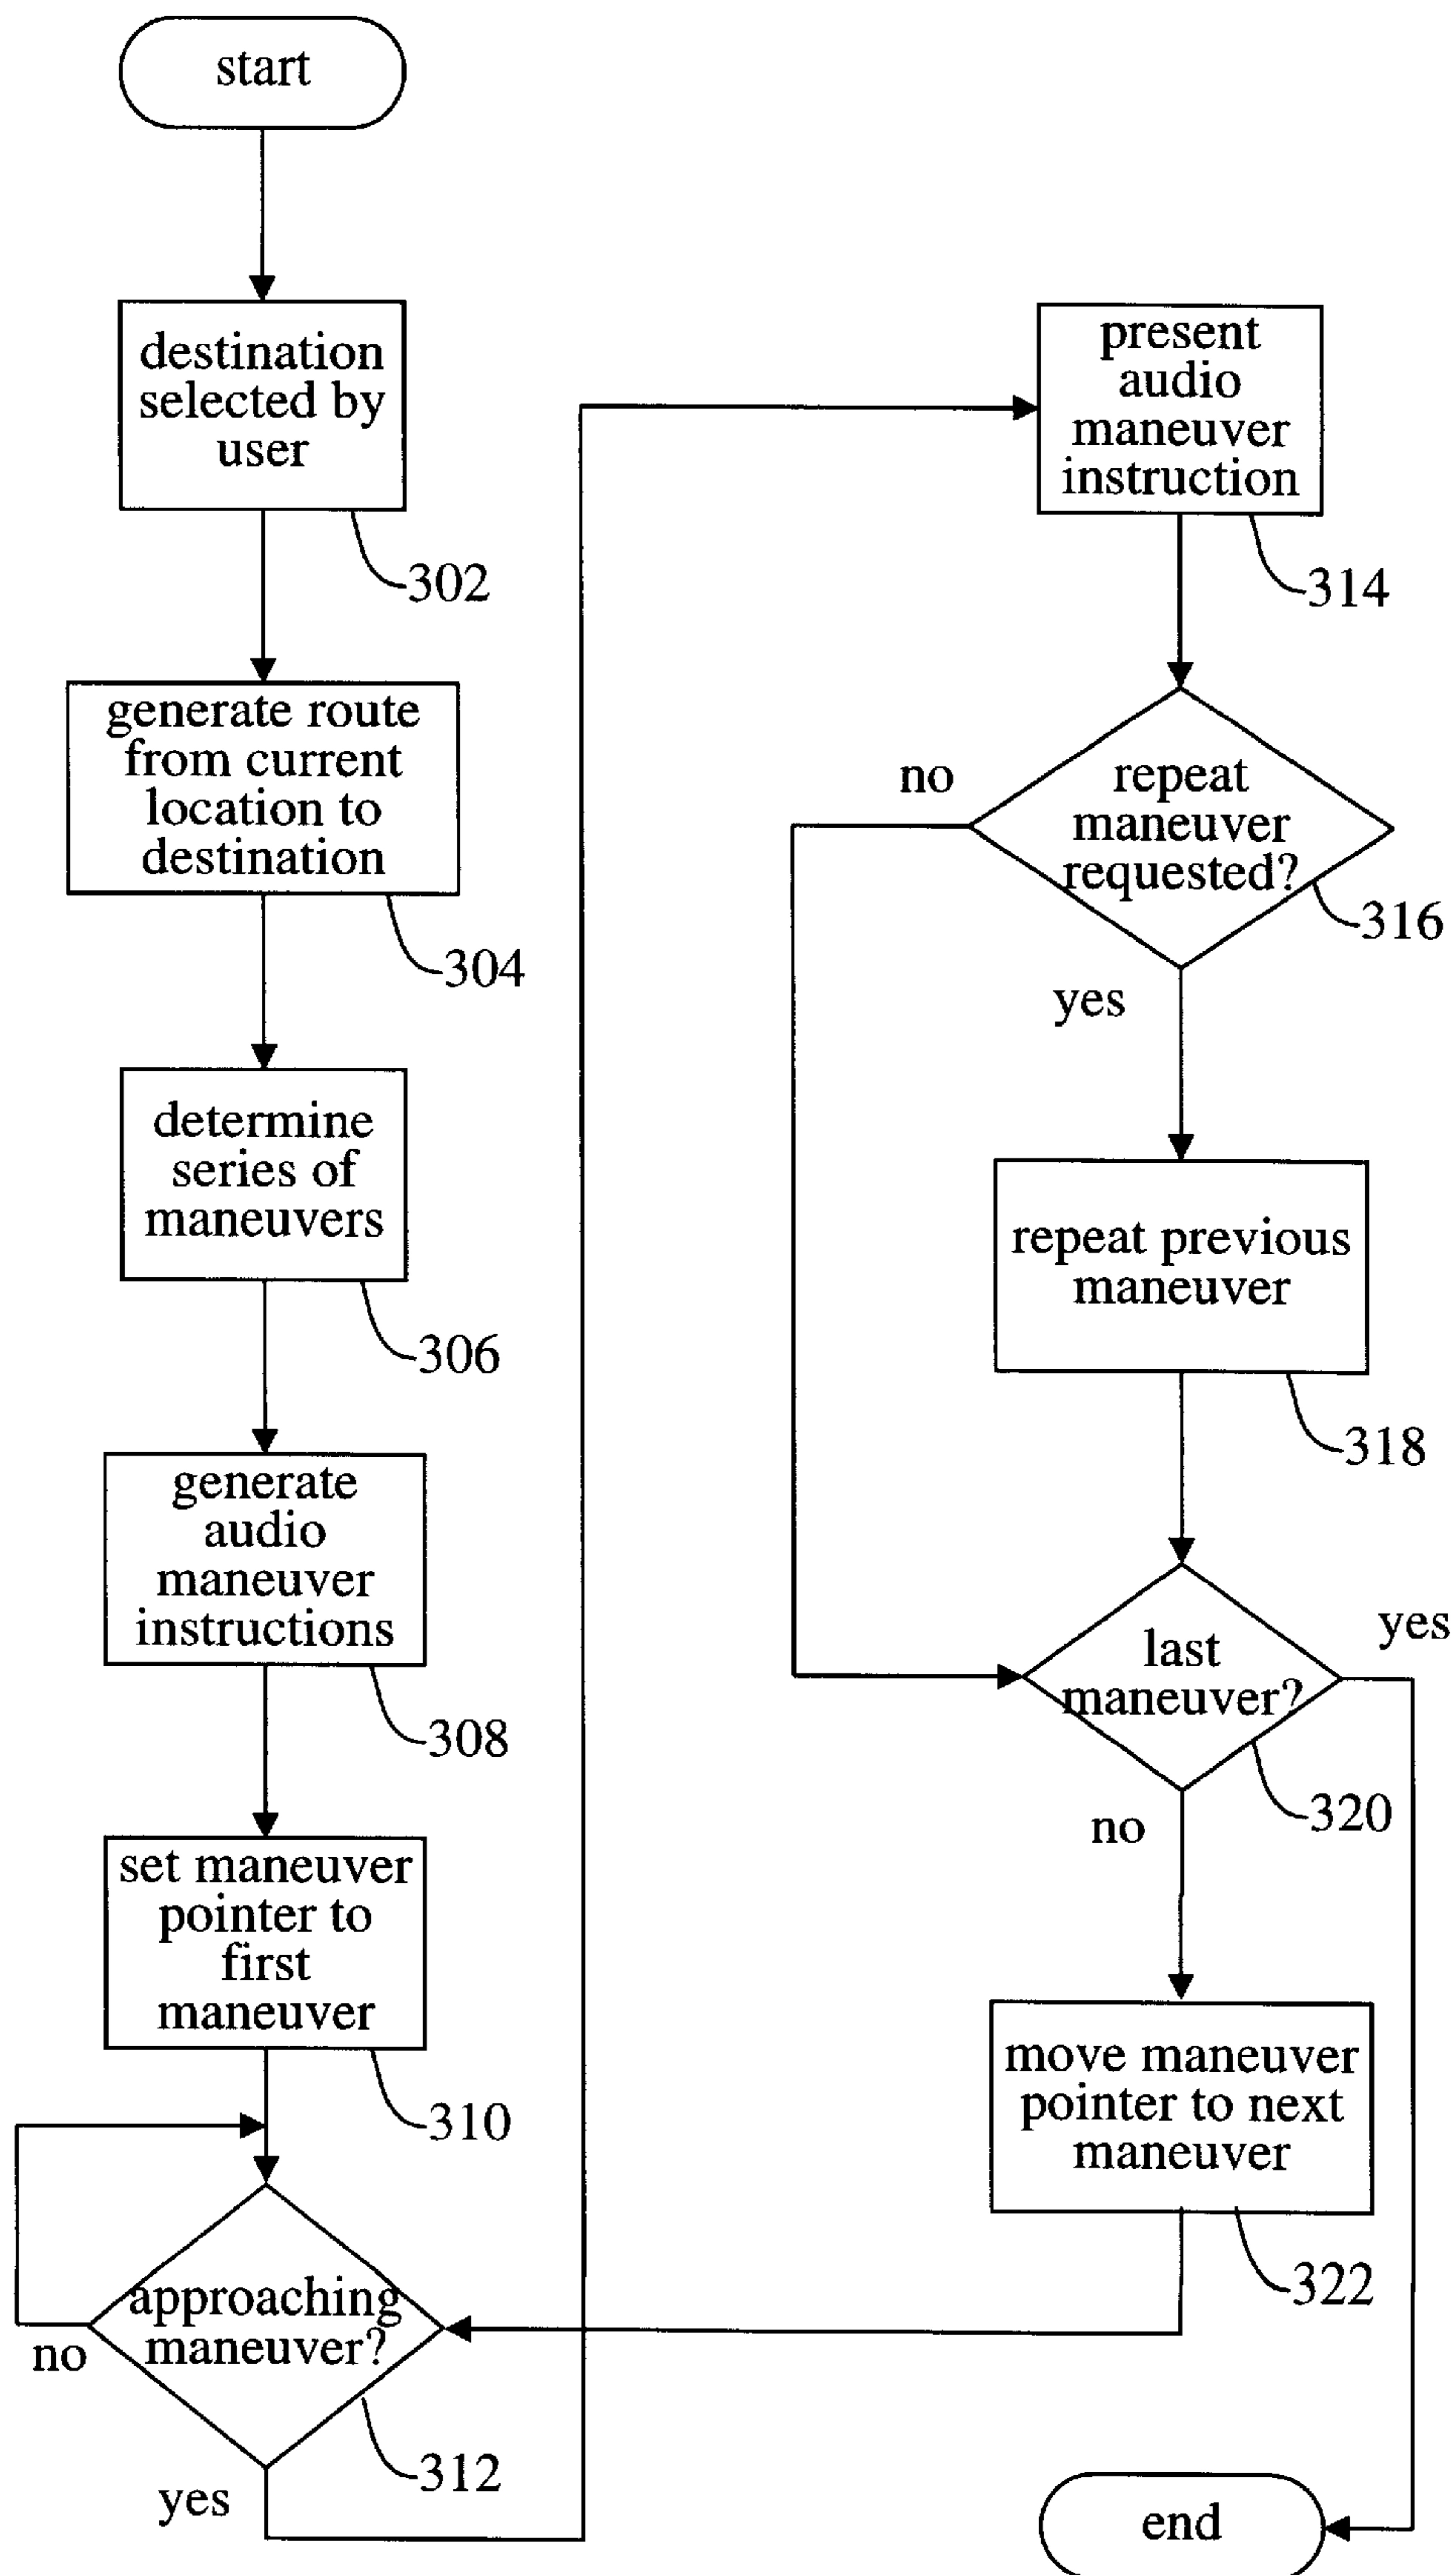 start
destination
selected by
user
302
generate route
from current
location to
destination
304
determine
series of
maneuvers
306
generate
audio
maneuver
instructions
308
set maneuver
pointer to
first
maneuver
310
approaching
maneuver?
no
312
yes
present
audio
maneuver
instruction
314
no
repeat
maneuver
requested?
316
yes
repeat previous
maneuver
318
yes
last
maneuver?
320
no
move maneuver
pointer to next
maneuver
322
end